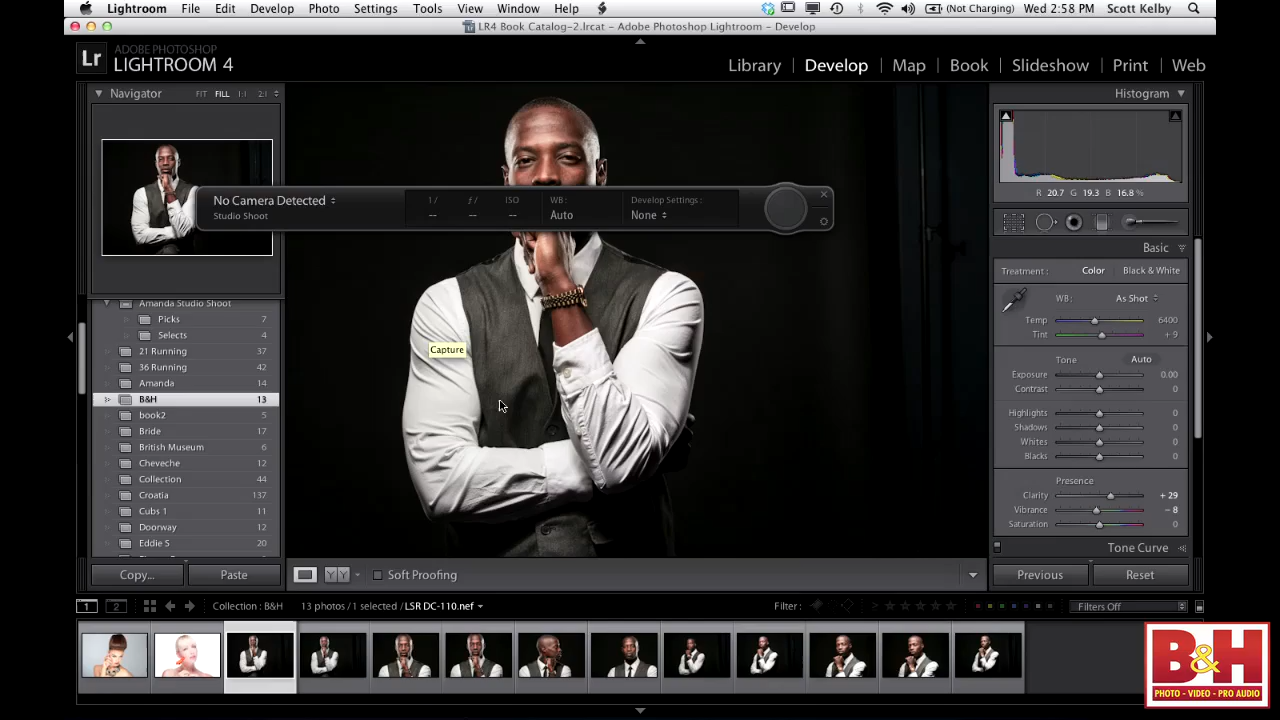 Lightroom File Edit Develop Photo Settings Tools View Window Help (Not Charging) Wed 2:58 PM Scott Kelby
LR4 Book Catalog-2.lrcat – Adobe Photoshop Lightroom – Develop
Lr ADOBE PHOTOSHOP
LIGHTROOM 4
Library Develop Map Book Slideshow Print Web
Navigator FIT FILL 1:1 2:1
Histogram
R 20.7 G 19.3 B 16.8 %
No Camera Detected
Studio Shoot
1 / ƒ / ISO WB: Develop Settings:
-- -- -- Auto None
Capture
Amanda Studio Shoot
Picks 7
Selects 4
21 Running 37
36 Running 42
Amanda 14
B&H 13
book2 5
Bride 17
British Museum 6
Cheveche 12
Collection 44
Croatia 137
Cubs 1 11
Doorway 12
Eddie S 20
Basic
Treatment: Color Black & White
WB: As Shot
Temp 6400
Tint + 9
Tone Auto
Exposure 0.00
Contrast 0
Highlights 0
Shadows 0
Whites 0
Blacks 0
Presence
Clarity + 29
Vibrance – 8
Saturation 0
Tone Curve
Copy... Paste
Y Y Soft Proofing
Previous Reset
1 2 Collection : B&H 13 photos / 1 selected / LSR DC-110.nef Filter: Filters Off
B&H
PHOTO - VIDEO - PRO AUDIO